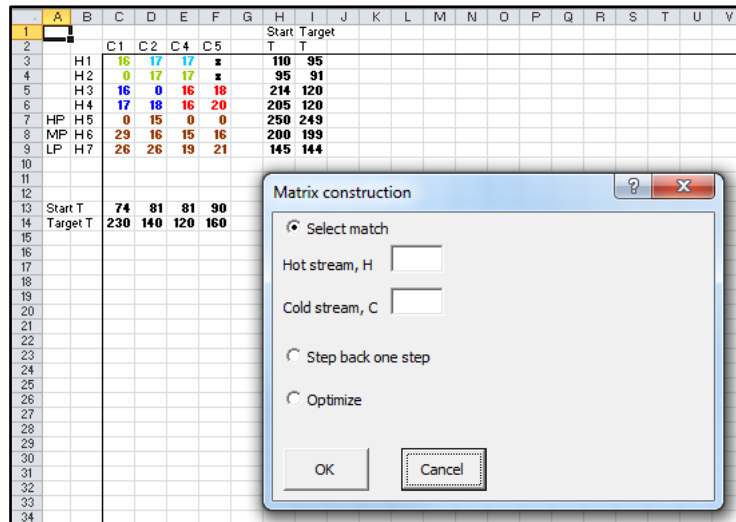 A B C D E F G H I J K L M N O P Q R S T U V
1 Start Target
2 C1 C2 C4 C5 T T
3 H1 16 17 17 x 110 95
4 H2 0 17 17 x 95 91
5 H3 16 0 16 18 214 120
6 H4 17 18 16 20 205 120
7 HP H5 0 15 0 0 250 249
8 MP H6 29 16 15 16 200 199
9 LP H7 26 26 19 21 145 144
10
11
12
13 Start T 74 81 81 90
14 Target T 230 140 120 160
15
16
17
18
19
20
21
22
23
24
25
26
27
28
29
30
31
32
33
34
Matrix construction
Select match
Hot stream, H
Cold stream, C
Step back one step
Optimize
OK Cancel